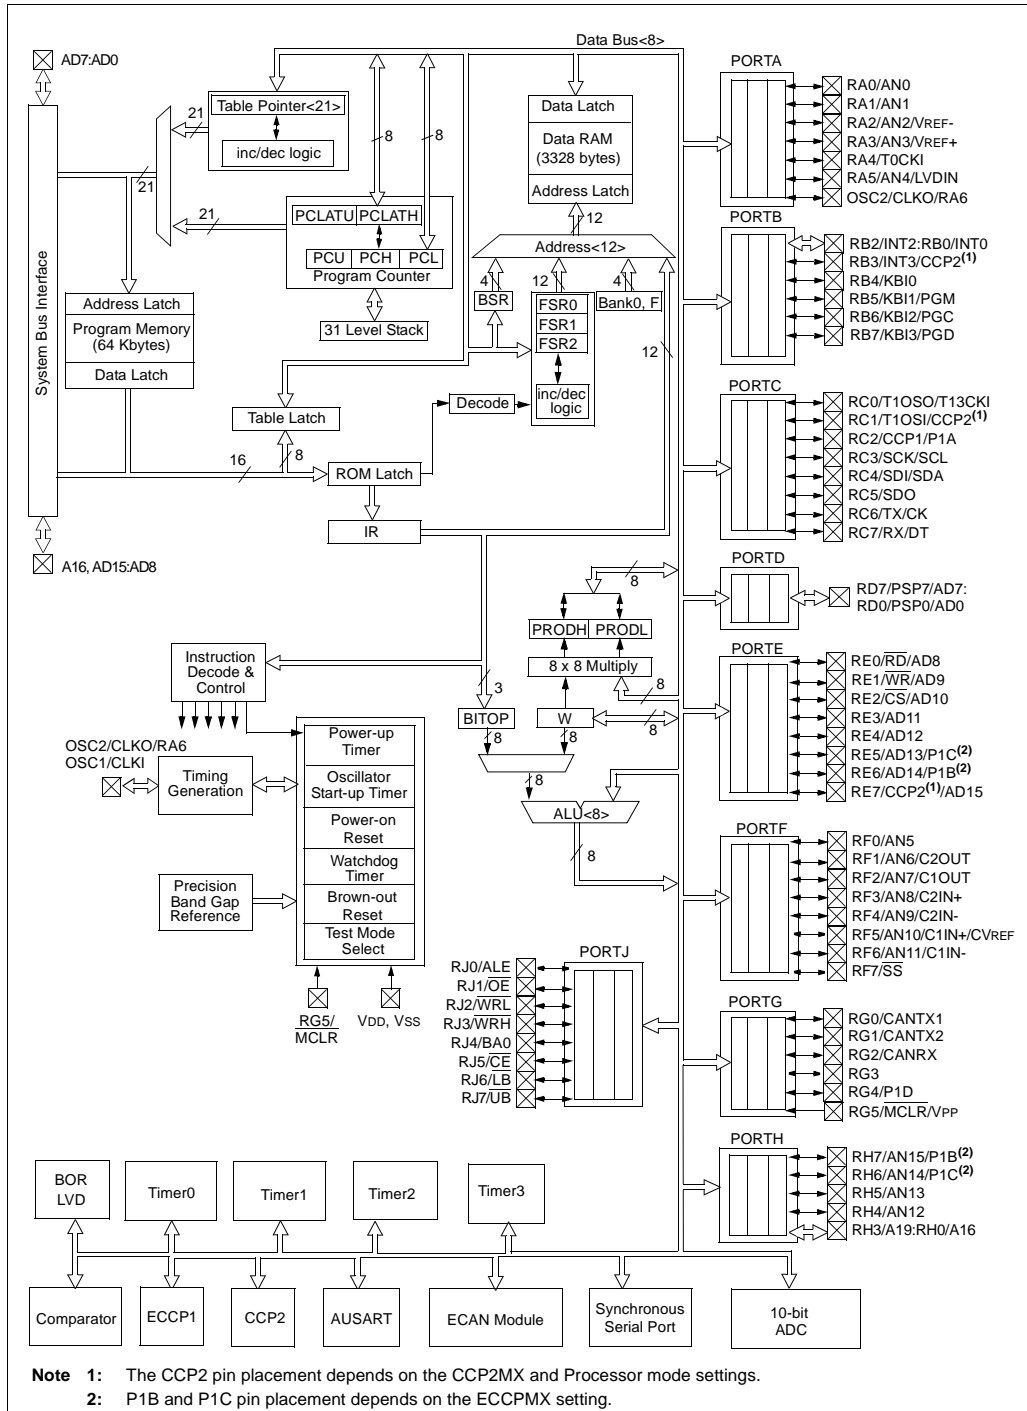 Data Bus<8>
AD7:AD0
System Bus Interface
A16, AD15:AD8
21
Table Pointer<21>
inc/dec logic
8
8
21
21
PCLATU PCLATH
PCU PCH PCL
Program Counter
31 Level Stack
Address Latch
Program Memory
(64 Kbytes)
Data Latch
Table Latch
16
8
ROM Latch
IR
Decode
Data Latch
Data RAM
(3328 bytes)
Address Latch
12
Address<12>
4
12
4
BSR
FSR0
FSR1
FSR2
Bank0, F
inc/dec
logic
12
8
PRODH PRODL
8 x 8 Multiply
8
3
BITOP
W
8
8
8
8
ALU<8>
8
Instruction
Decode &
Control
OSC2/CLKO/RA6
OSC1/CLKI
Timing
Generation
Precision
Band Gap
Reference
Power-up
Timer
Oscillator
Start-up Timer
Power-on
Reset
Watchdog
Timer
Brown-out
Reset
Test Mode
Select
RG5/
MCLR
VDD, VSS
PORTA
RA0/AN0
RA1/AN1
RA2/AN2/VREF-
RA3/AN3/VREF+
RA4/T0CKI
RA5/AN4/LVDIN
OSC2/CLKO/RA6
PORTB
RB2/INT2:RB0/INT0
RB3/INT3/CCP2(1)
RB4/KBI0
RB5/KBI1/PGM
RB6/KBI2/PGC
RB7/KBI3/PGD
PORTC
RC0/T1OSO/T13CKI
RC1/T1OSI/CCP2(1)
RC2/CCP1/P1A
RC3/SCK/SCL
RC4/SDI/SDA
RC5/SDO
RC6/TX/CK
RC7/RX/DT
PORTD
RD7/PSP7/AD7:
RD0/PSP0/AD0
PORTE
RE0/RD/AD8
RE1/WR/AD9
RE2/CS/AD10
RE3/AD11
RE4/AD12
RE5/AD13/P1C(2)
RE6/AD14/P1B(2)
RE7/CCP2(1)/AD15
PORTF
RF0/AN5
RF1/AN6/C2OUT
RF2/AN7/C1OUT
RF3/AN8/C2IN+
RF4/AN9/C2IN-
RF5/AN10/C1IN+/CVREF
RF6/AN11/C1IN-
RF7/SS
PORTJ
RJ0/ALE
RJ1/OE
RJ2/WRL
RJ3/WRH
RJ4/BA0
RJ5/CE
RJ6/LB
RJ7/UB
PORTG
RG0/CANTX1
RG1/CANTX2
RG2/CANRX
RG3
RG4/P1D
RG5/MCLR/VPP
PORTH
RH7/AN15/P1B(2)
RH6/AN14/P1C(2)
RH5/AN13
RH4/AN12
RH3/A19:RH0/A16
BOR
LVD
Timer0
Timer1
Timer2
Timer3
Comparator
ECCP1
CCP2
AUSART
ECAN Module
Synchronous
Serial Port
10-bit
ADC
Note 1: The CCP2 pin placement depends on the CCP2MX and Processor mode settings.
2: P1B and P1C pin placement depends on the ECCPMX setting.